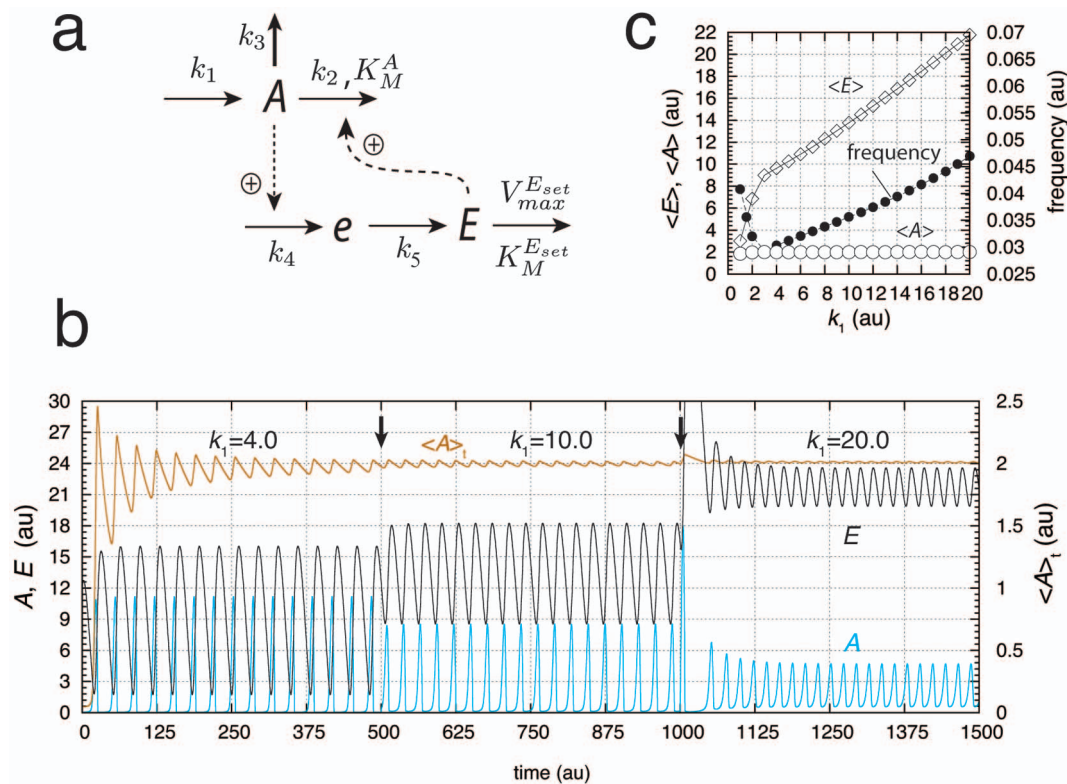 a
k₃
k₁
A
k₂, K_M^A
⊕
⊕
k₄
e
k₅
E
V_max^{E_set}
K_M^{E_set}
c
22
20
18
16
14
12
10
8
6
4
2
0
<E>, <A> (au)
<E>
frequency
<A>
0.07
0.065
0.06
0.055
0.05
0.045
0.04
0.035
0.03
0.025
frequency (au)
0 2 4 6 8 10 12 14 16 18 20
k₁ (au)
b
30
27
24
21
18
15
12
9
6
3
0
A, E (au)
k₁=4.0
<A>t
k₁=10.0
k₁=20.0
E
A
2.5
2
1.5
1
0.5
0
<A>t (au)
0 125 250 375 500 625 750 875 1000 1125 1250 1375 1500
time (au)